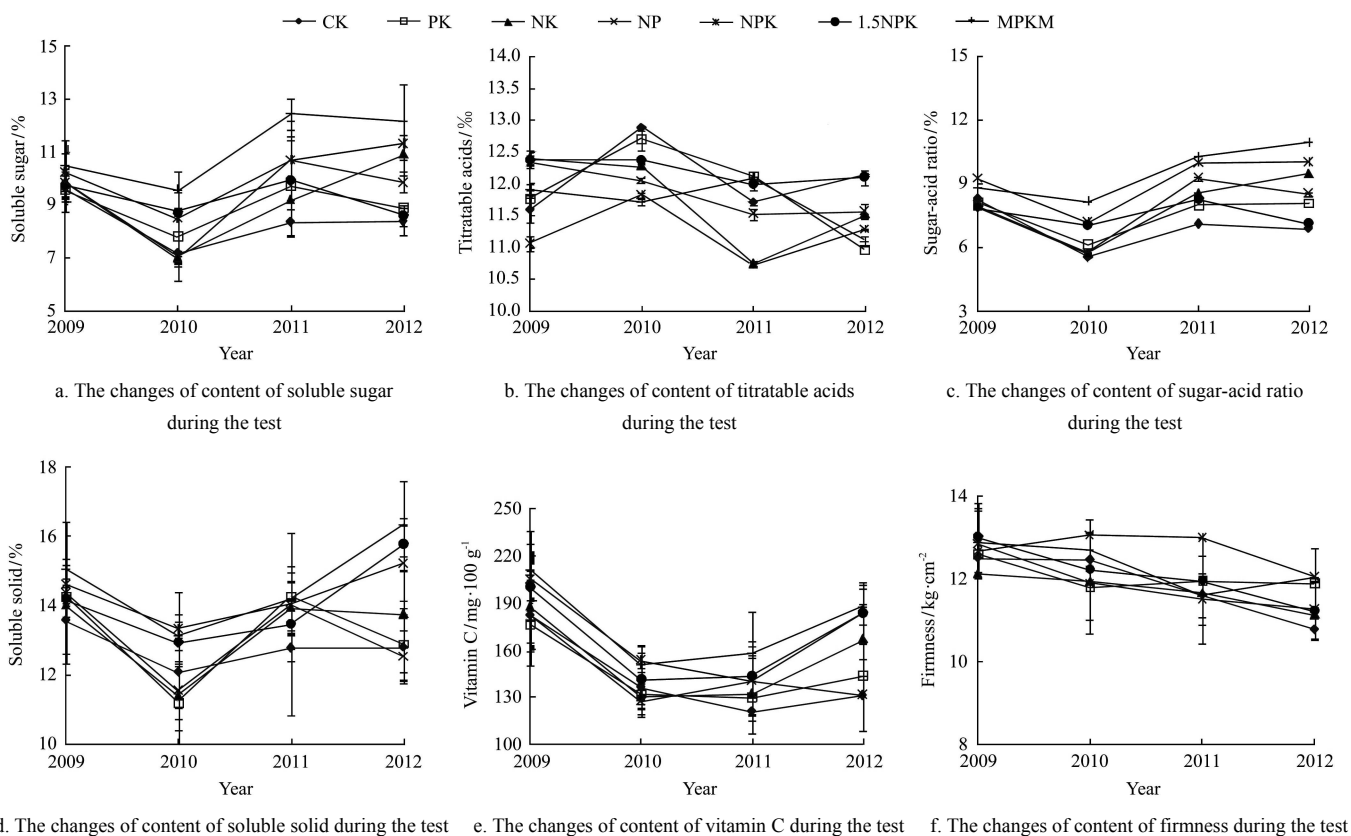 CK PK NK NP NPK 1.5NPK MPKM
Soluble sugar/%
15
13
11
9
7
5
2009 2010 2011 2012
Year
a. The changes of content of soluble sugar
during the test
Titratable acids/‰
14.0
13.5
13.0
12.5
12.0
11.5
11.0
10.5
10.0
2009 2010 2011 2012
Year
b. The changes of content of titratable acids
during the test
Sugar-acid ratio/%
15
12
9
6
3
2009 2010 2011 2012
Year
c. The changes of content of sugar-acid ratio
during the test
Soluble solid/%
18
16
14
12
10
2009 2010 2011 2012
Year
d. The changes of content of soluble solid during the test
Vitamin C/mg·100 g⁻¹
250
220
190
160
130
100
2009 2010 2011 2012
Year
e. The changes of content of vitamin C during the test
Firmness/kg·cm⁻²
14
12
10
8
2009 2010 2011 2012
Year
f. The changes of content of firmness during the test